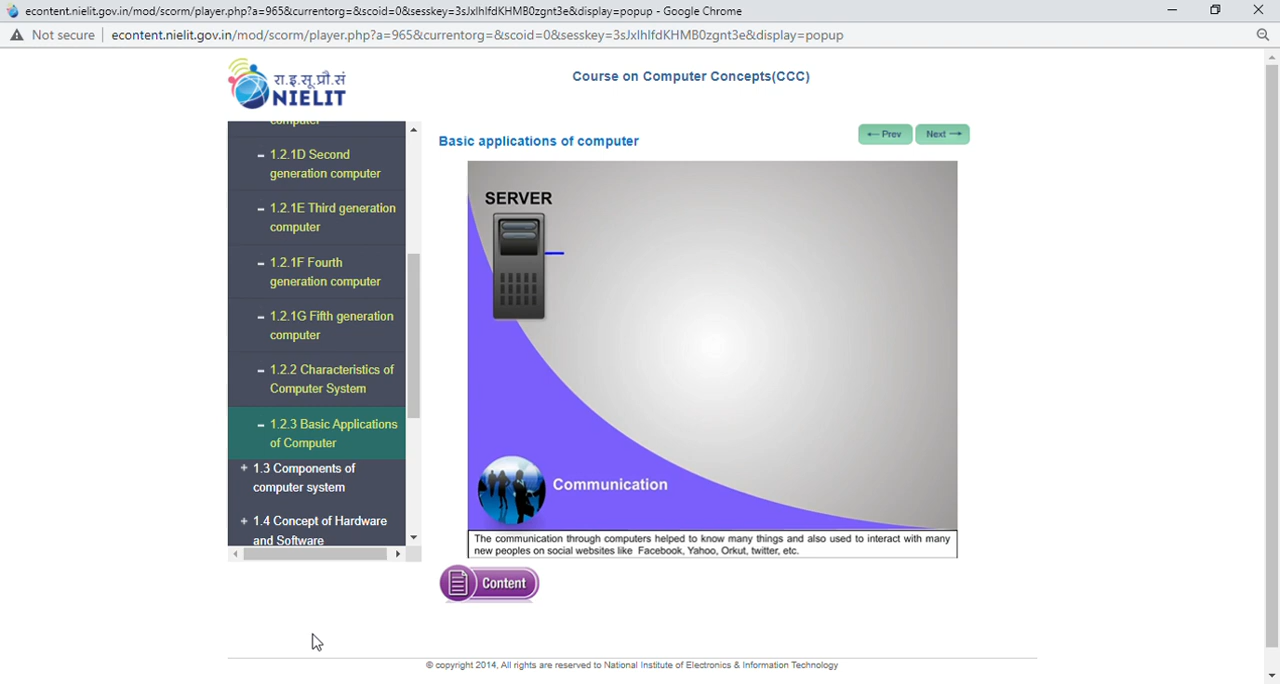 econtent.nielit.gov.in/mod/scorm/player.php?a=965&currentorg=&scoid=0&sesskey=3sJxlhIfdKHMB0zgnt3e&display=popup - Google Chrome
Not secure
econtent.nielit.gov.in/mod/scorm/player.php?a=965&currentorg=&scoid=0&sesskey=3sJxlhIfdKHMB0zgnt3e&display=popup
रा.इ.सू.प्रौ.सं
NIELIT
Course on Computer Concepts(CCC)
computer
1.2.1D Second
generation computer
1.2.1E Third generation
computer
1.2.1F Fourth
generation computer
1.2.1G Fifth generation
computer
1.2.2 Characteristics of
Computer System
1.2.3 Basic Applications
of Computer
+ 1.3 Components of
computer system
+ 1.4 Concept of Hardware
and Software
Basic applications of computer
← Prev
Next →
SERVER
Communication
The communication through computers helped to know many things and also used to interact with many
new peoples on social websites like Facebook, Yahoo, Orkut, twitter, etc.
Content
© copyright 2014, All rights are reserved to National Institute of Electronics & Information Technology